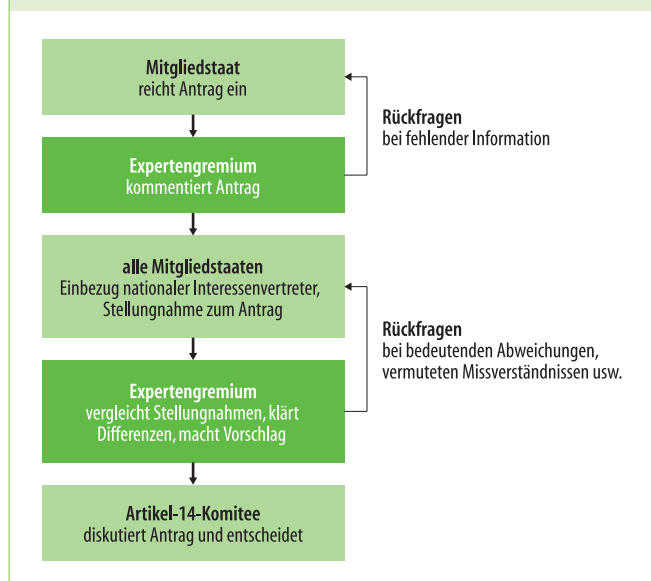 Mitgliedstaat
reicht Antrag ein
Rückfragen
bei fehlender Information
Expertengremium
kommentiert Antrag
alle Mitgliedstaaten
Einbezug nationaler Interessenvertreter,
Stellungnahme zum Antrag
Rückfragen
bei bedeutenden Abweichungen,
vermuteten Missverständnissen usw.
Expertengremium
vergleicht Stellungnahmen, klärt
Differenzen, macht Vorschlag
Artikel-14-Komitee
diskutiert Antrag und entscheidet